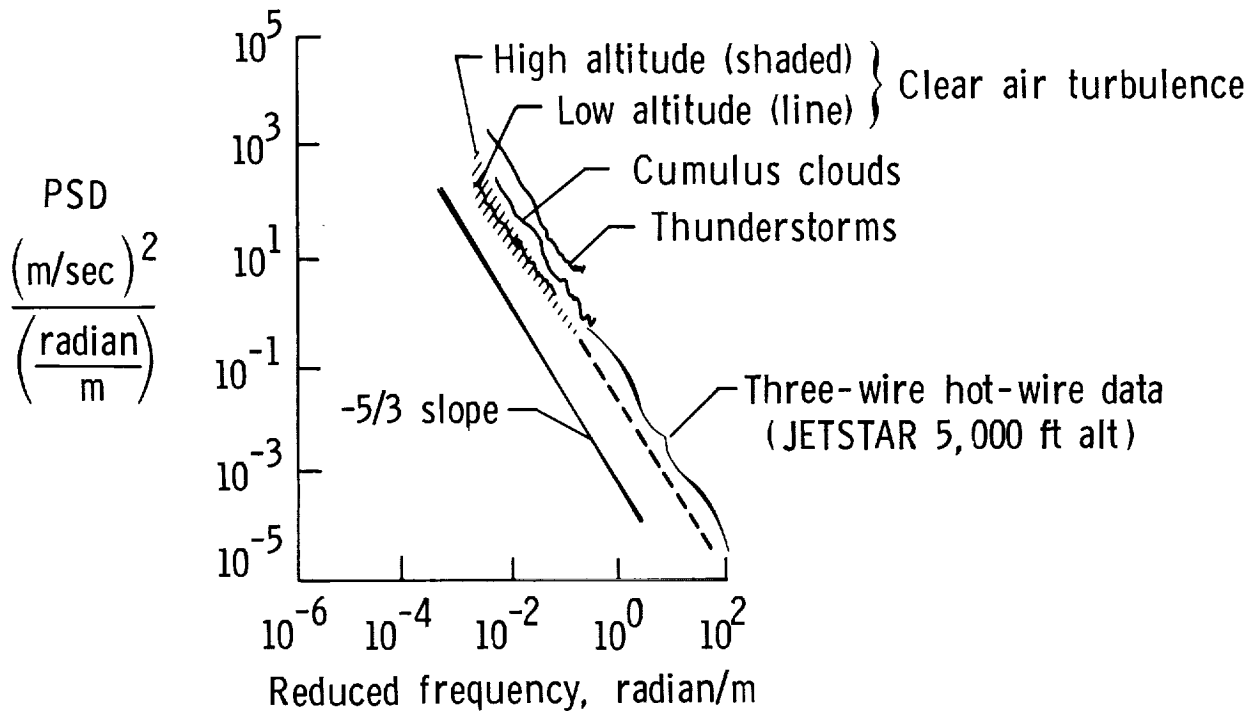 10^5
10^3
10^1
10^-1
10^-3
10^-5
PSD
(m/sec)^2
(radian
m)
High altitude (shaded)
Low altitude (line)
Clear air turbulence
Cumulus clouds
Thunderstorms
-5/3 slope
Three-wire hot-wire data
(JETSTAR 5,000 ft alt)
10^-6 10^-4 10^-2 10^0 10^2
Reduced frequency, radian/m